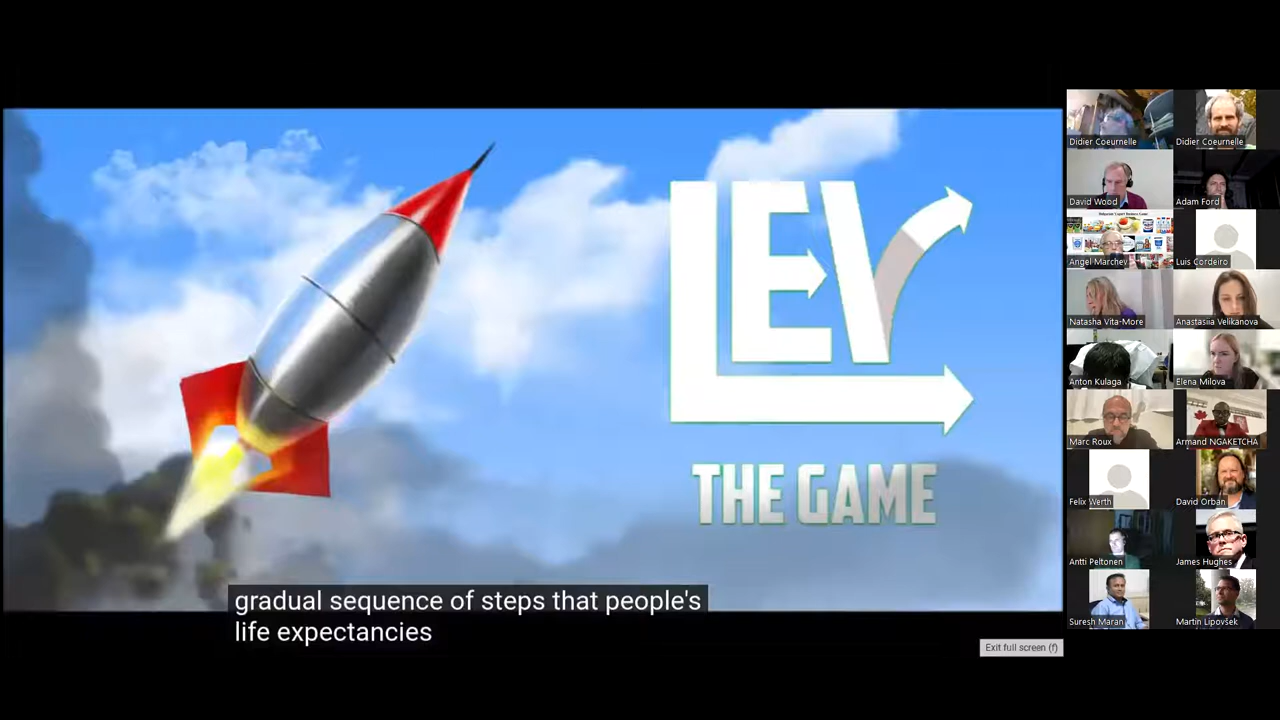 LEV
THE GAME
gradual sequence of steps that people's
life expectancies
Exit full screen (f)
Didier Coeurnelle
Didier Coeurnelle
David Wood
Adam Ford
Angel Marchev
Luis Cordeiro
Natasha Vita-More
Anastasiia Velikanova
Anton Kulaga
Elena Milova
Marc Roux
Armand NGAKETCHA
Felix Werth
David Orban
Antti Peltonen
James Hughes
Suresh Maran
Martin Lipovšek